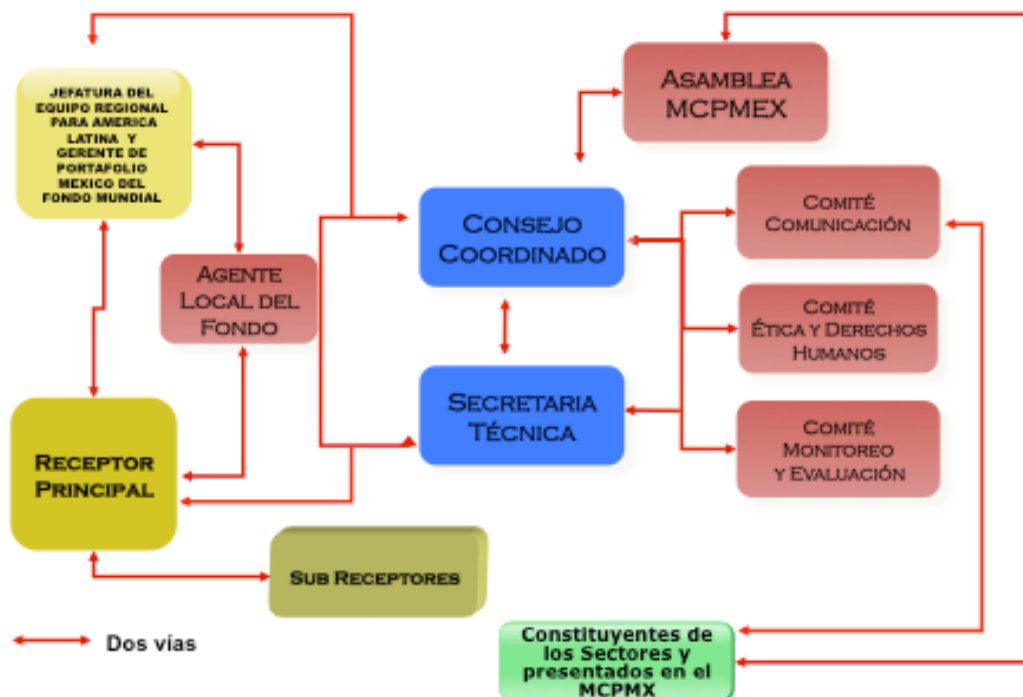 JEFATURA DEL
EQUIPO REGIONAL
PARA AMERICA
LATINA Y
GERENTE DE
PORTAFOLIO
MEXICO DEL
FONDO MUNDIAL
ASAMBLEA
MCPMEX
CONSEJO
COORDINADO
COMITÉ
COMUNICACIÓN
AGENTE
LOCAL DEL
FONDO
COMITÉ
ÉTICA Y DERECHOS
HUMANOS
SECRETARIA
TÉCNICA
COMITÉ
MONITOREO
Y EVALUACIÓN
RECEPTOR
PRINCIPAL
SUB RECEPTORES
Dos vías
Constituyentes de
los Sectores y
presentados en el
MCPMX